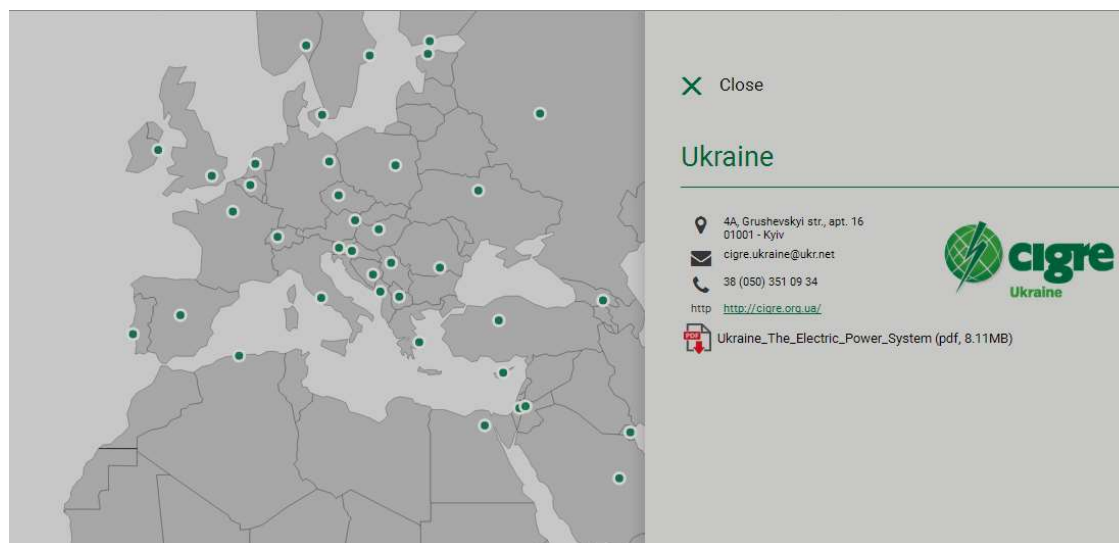 Close
Ukraine
4A, Grushevskyi str., apt. 16
01001 - Kyiv
cigre.ukraine@ukr.net
38 (050) 351 09 34
http http://cigre.org.ua/
PDF Ukraine_The_Electric_Power_System (pdf, 8.11MB)
cigre
Ukraine